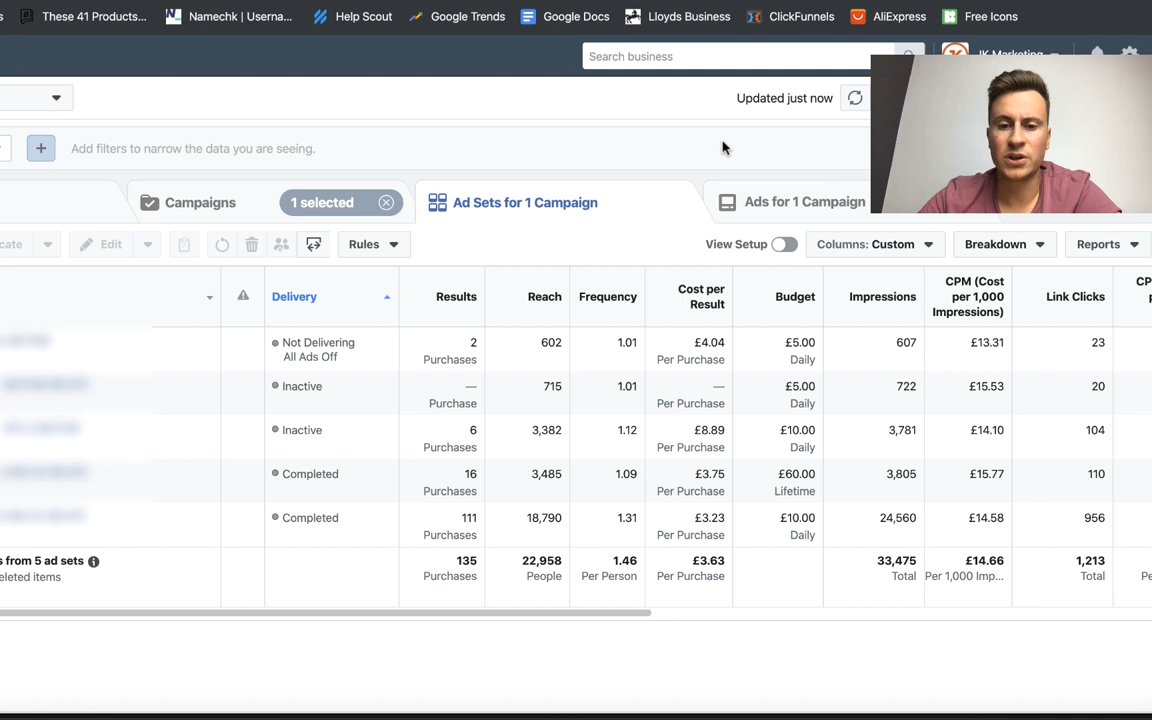 These 41 Products...
Namechk | Userna...
Help Scout
Google Trends
Google Docs
Lloyds Business
ClickFunnels
AliExpress
Free Icons
Search business
JK Marketing
Updated just now
Add filters to narrow the data you are seeing.
Campaigns
1 selected
Ad Sets for 1 Campaign
Ads for 1 Campaign
cate
Edit
Rules
View Setup
Columns: Custom
Breakdown
Reports
Delivery
Results
Reach
Frequency
Cost per
Result
Budget
Impressions
CPM (Cost
per 1,000
Impressions)
Link Clicks
CP
Not Delivering 2 602 1.01 £4.04 £5.00 607 £13.31 23
All Ads Off Purchases Per Purchase Daily
Inactive — 715 1.01 — £5.00 722 £15.53 20
Purchase Per Purchase Daily
Inactive 6 3,382 1.12 £8.89 £10.00 3,781 £14.10 104
Purchases Per Purchase Daily
Completed 16 3,485 1.09 £3.75 £60.00 3,805 £15.77 110
Purchases Per Purchase Lifetime
Completed 111 18,790 1.31 £3.23 £10.00 24,560 £14.58 956
Purchases Per Purchase Daily
s from 5 ad sets 135 22,958 1.46 £3.63 33,475 £14.66 1,213
eleted items Purchases People Per Person Per Purchase Total Per 1,000 Imp... Total Pe